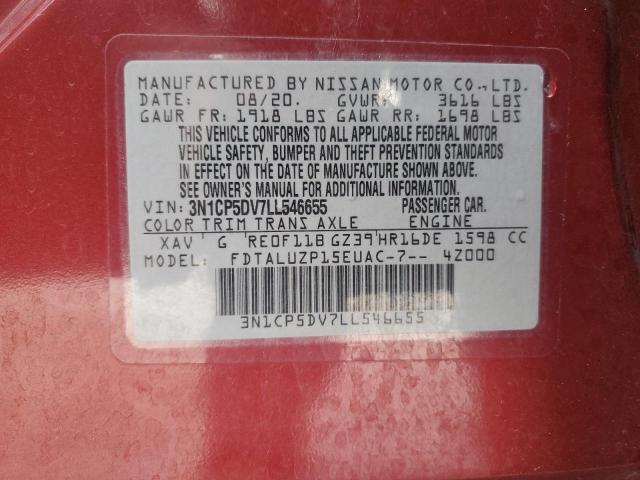 MANUFACTURED BY NISSAN MOTOR CO., LTD.
DATE: 08/20. GVWR: 3616 LBS
GAWR FR: 1918 LBS GAWR RR: 1698 LBS
THIS VEHICLE CONFORMS TO ALL APPLICABLE FEDERAL MOTOR
VEHICLE SAFETY, BUMPER AND THEFT PREVENTION STANDARDS
IN EFFECT ON THE DATE OF MANUFACTURE SHOWN ABOVE.
SEE OWNER'S MANUAL FOR ADDITIONAL INFORMATION.
VIN: 3N1CP5DV7LL546655 PASSENGER CAR.
COLOR TRIM TRANS AXLE ENGINE
XAV G RE0F11B GZ39 HR16DE 1598 CC
MODEL: FDTALUZP15EUAC-7-- 4Z000
3N1CP5DV7LL546655